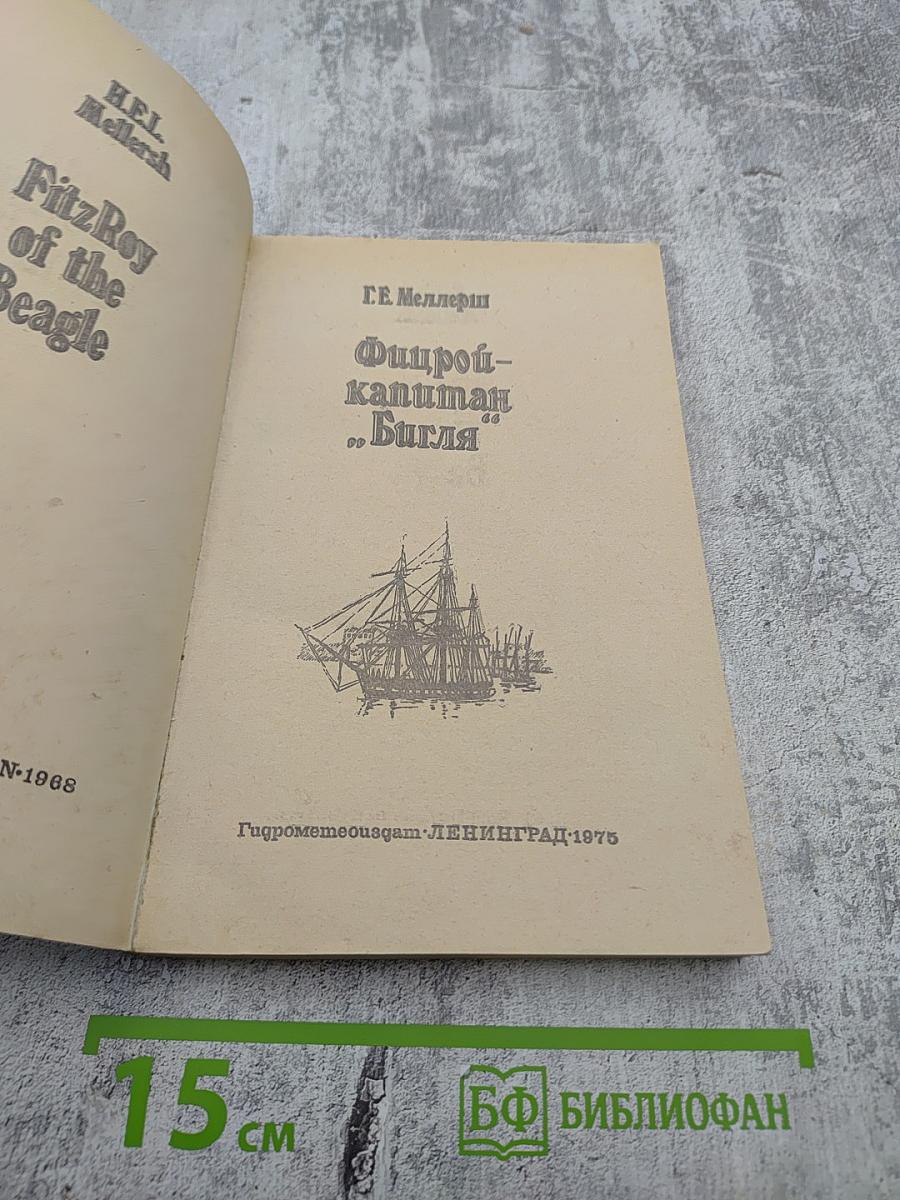 H.E.L.
Mellersh
FitzRoy
of the
Beagle
N·1968
Г.Е. Меллерш
Фицрой–
капитан
„Бигля“
Гидрометеоиздат·ЛЕНИНГРАД·1975
15 см
БФ БИБЛИОФАН